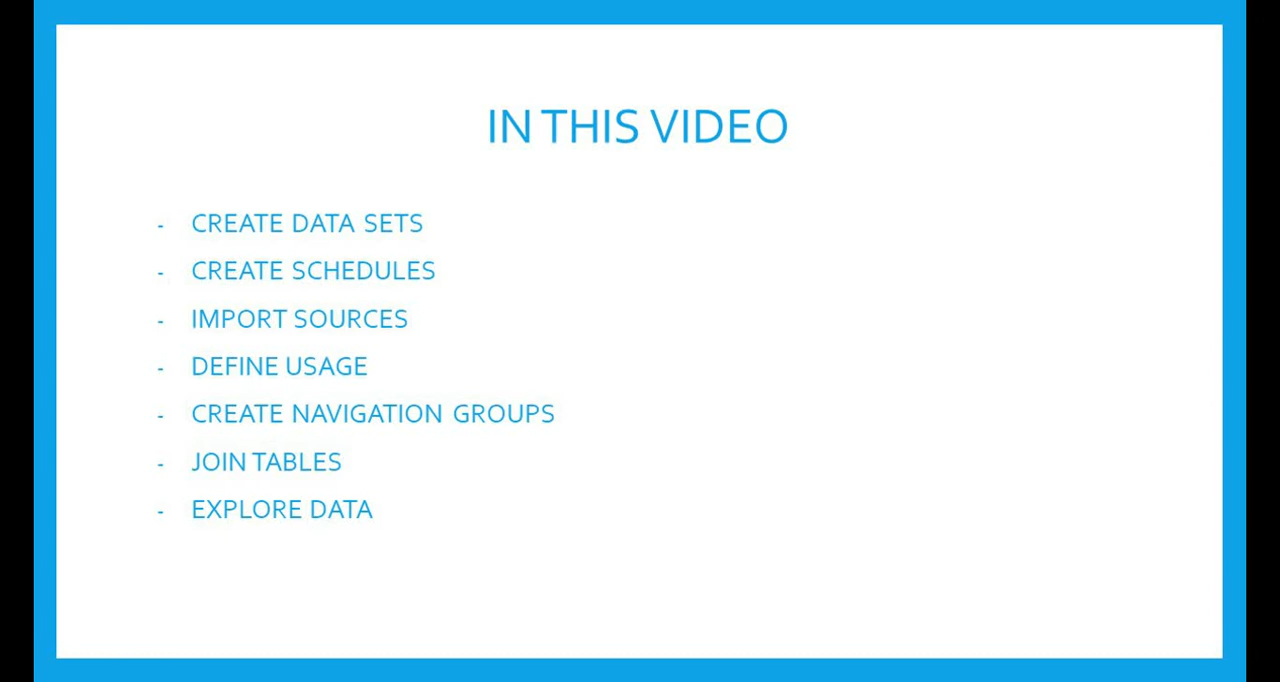 IN THIS VIDEO
- CREATE DATA SETS
- CREATE SCHEDULES
- IMPORT SOURCES
- DEFINE USAGE
- CREATE NAVIGATION GROUPS
- JOIN TABLES
- EXPLORE DATA